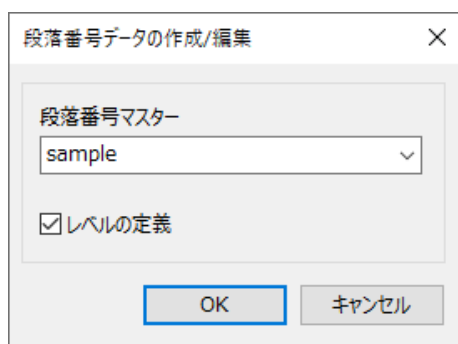 段落番号データの作成/編集
段落番号マスター
sample
レベルの定義
OK
キャンセル